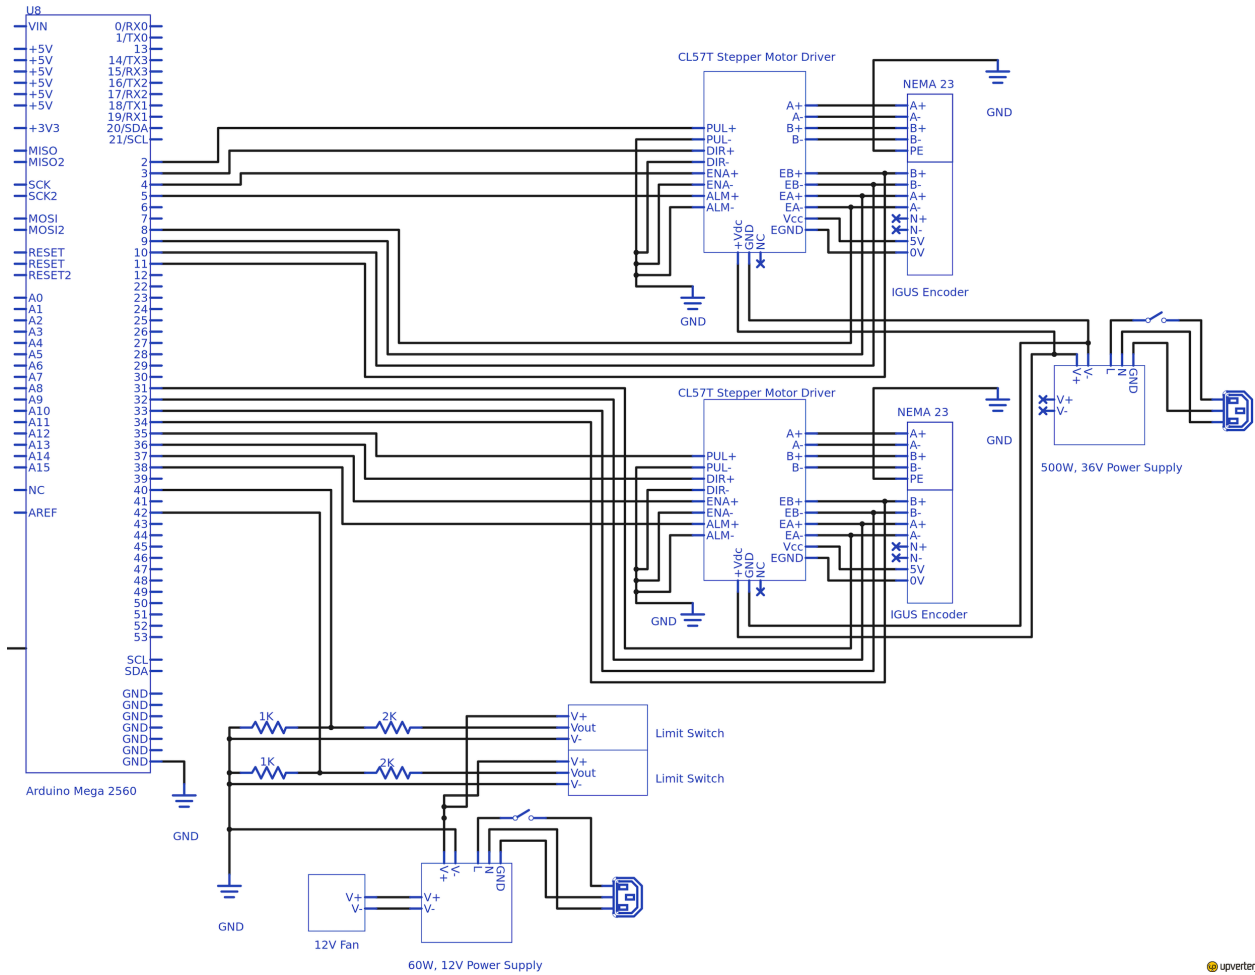 U8
VIN
+5V
+5V
+5V
+5V
+5V
+5V
+3V3
MISO
MISO2
SCK
SCK2
MOSI
MOSI2
RESET
RESET
RESET2
A0
A1
A2
A3
A4
A5
A6
A7
A8
A9
A10
A11
A12
A13
A14
A15
NC
AREF
0/RX0
1/TX0
13
14/TX3
15/RX3
16/TX2
17/RX2
18/TX1
19/RX1
20/SDA
21/SCL
2
3
4
5
6
7
8
9
10
11
12
22
23
24
25
26
27
28
29
30
31
32
33
34
35
36
37
38
39
40
41
42
43
44
45
46
47
48
49
50
51
52
53
SCL
SDA
GND
GND
GND
GND
GND
GND
GND
Arduino Mega 2560
GND
CL57T Stepper Motor Driver
PUL+
PUL-
DIR+
DIR-
ENA+
ENA-
ALM+
ALM-
A+
A-
B+
B-
EB+
EB-
EA+
EA-
Vcc
EGND
+Vdc
GND
NC
GND
NEMA 23
A+
A-
B+
B-
PE
B+
B-
A+
A-
N+
N-
5V
0V
IGUS Encoder
GND
CL57T Stepper Motor Driver
PUL+
PUL-
DIR+
DIR-
ENA+
ENA-
ALM+
ALM-
A+
A-
B+
B-
EB+
EB-
EA+
EA-
Vcc
EGND
+Vdc
GND
NC
GND
NEMA 23
A+
A-
B+
B-
PE
B+
B-
A+
A-
N+
N-
5V
0V
IGUS Encoder
GND
V+
V-
L
N
GND
V+
V-
500W, 36V Power Supply
1K
2K
V+
Vout
V-
Limit Switch
1K
2K
V+
Vout
V-
Limit Switch
GND
V+
V-
L
N
GND
V+
V-
V+
V-
12V Fan
60W, 12V Power Supply
up upverter